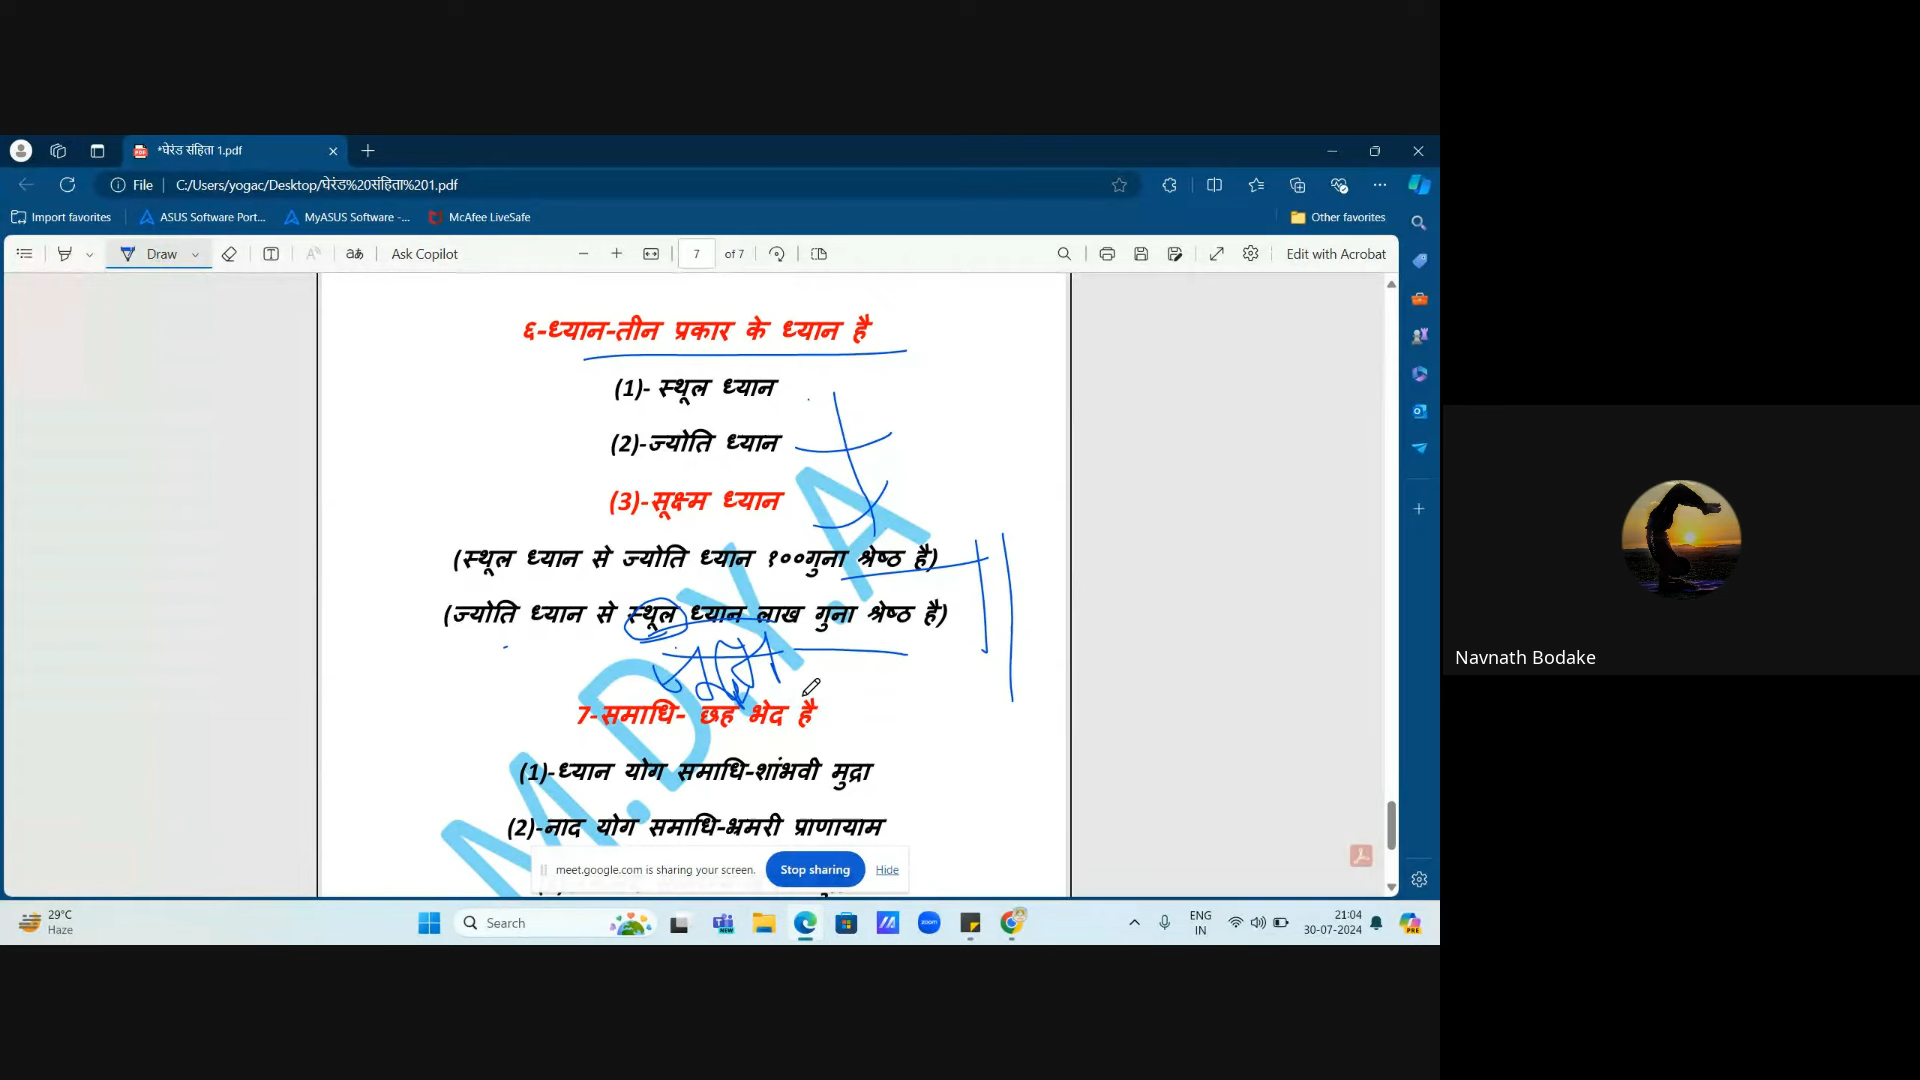 *घेरंड संहिता 1.pdf
File C:/Users/yogac/Desktop/घेरंड%20संहिता%201.pdf
Import favorites ASUS Software Port... MyASUS Software -... McAfee LiveSafe Other favorites
Draw aあ Ask Copilot 7 of 7 Edit with Acrobat
६-ध्यान-तीन प्रकार के ध्यान है
(1)- स्थूल ध्यान
(2)-ज्योति ध्यान
(3)-सूक्ष्म ध्यान
(स्थूल ध्यान से ज्योति ध्यान १००गुना श्रेष्ठ है)
(ज्योति ध्यान से स्थूल ध्यान लाख गुना श्रेष्ठ है)
7-समाधि- छह भेद है
(1)-ध्यान योग समाधि-शांभवी मुद्रा
(2)-नाद योग समाधि-भ्रमरी प्राणायाम
M.D.Y.A
meet.google.com is sharing your screen. Stop sharing Hide
Navnath Bodake
29°C
Haze
Search
ENG
IN
21:04
30-07-2024